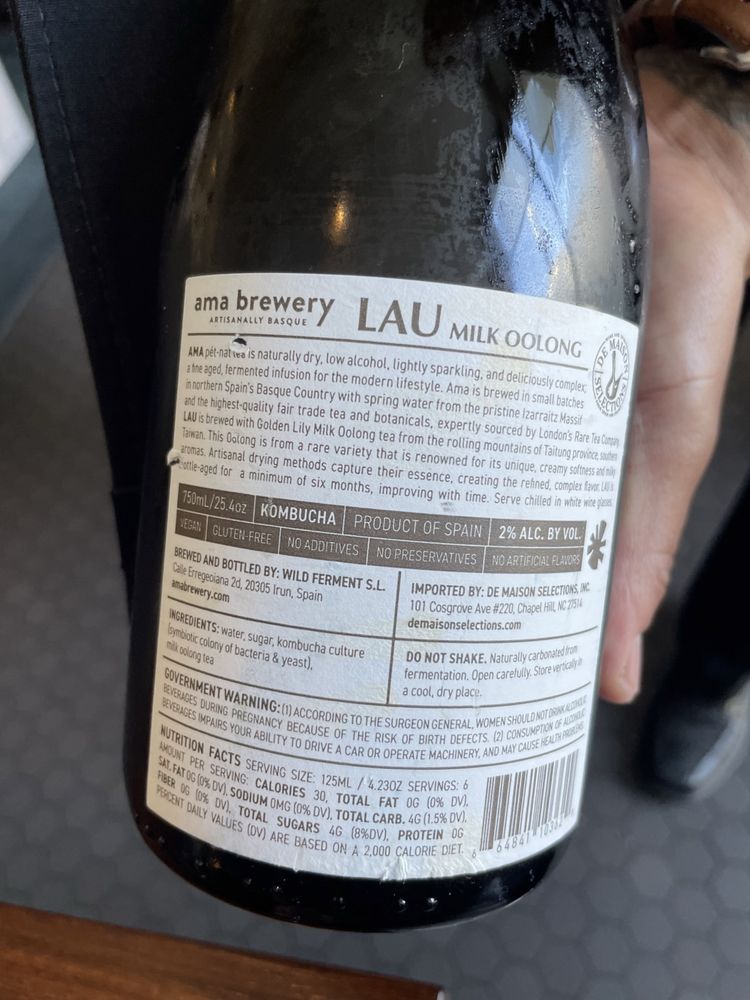 ama brewery
ARTISANALLY BASQUE
LAU MILK OOLONG
DE MAISON SELECTIONS
AMA pét-nat tea is naturally dry, low alcohol, lightly sparkling, and deliciously complex;
a fine aged, fermented infusion for the modern lifestyle. Ama is brewed in small batches
in northern Spain's Basque Country with spring water from the pristine Izarraitz Massif
and the highest-quality fair trade tea and botanicals, expertly sourced by London's Rare Tea Company.
LAU is brewed with Golden Lily Milk Oolong tea from the rolling mountains of Taitung province, southern
Taiwan. This Oolong is from a rare variety that is renowned for its unique, creamy softness and milky
aromas. Artisanal drying methods capture their essence, creating the refined, complex flavor. LAU is
bottle-aged for a minimum of six months, improving with time. Serve chilled in white wine glasses.
750mL/25.4oz KOMBUCHA PRODUCT OF SPAIN 2% ALC. BY VOL.
VEGAN GLUTEN-FREE NO ADDITIVES NO PRESERVATIVES NO ARTIFICIAL FLAVORS
BREWED AND BOTTLED BY: WILD FERMENT S.L.
Calle Erregeoiana 2d, 20305 Irun, Spain
amabrewery.com
IMPORTED BY: DE MAISON SELECTIONS, INC.
101 Cosgrove Ave #220, Chapel Hill, NC 27514
demaisonselections.com
INGREDIENTS: water, sugar, kombucha culture
(symbiotic colony of bacteria & yeast),
milk oolong tea
DO NOT SHAKE. Naturally carbonated from
fermentation. Open carefully. Store vertically in
a cool, dry place.
GOVERNMENT WARNING: (1) ACCORDING TO THE SURGEON GENERAL, WOMEN SHOULD NOT DRINK ALCOHOLIC
BEVERAGES DURING PREGNANCY BECAUSE OF THE RISK OF BIRTH DEFECTS. (2) CONSUMPTION OF ALCOHOLIC
BEVERAGES IMPAIRS YOUR ABILITY TO DRIVE A CAR OR OPERATE MACHINERY, AND MAY CAUSE HEALTH PROBLEMS.
NUTRITION FACTS SERVING SIZE: 125ML / 4.23OZ SERVINGS: 6
AMOUNT PER SERVING: CALORIES 30, TOTAL FAT 0G (0% DV),
SAT. FAT 0G (0% DV), SODIUM 0MG (0% DV), TOTAL CARB. 4G (1.5% DV),
FIBER 0G (0% DV), TOTAL SUGARS 4G (8%DV), PROTEIN 0G
PERCENT DAILY VALUES (DV) ARE BASED ON A 2,000 CALORIE DIET.
6 64841